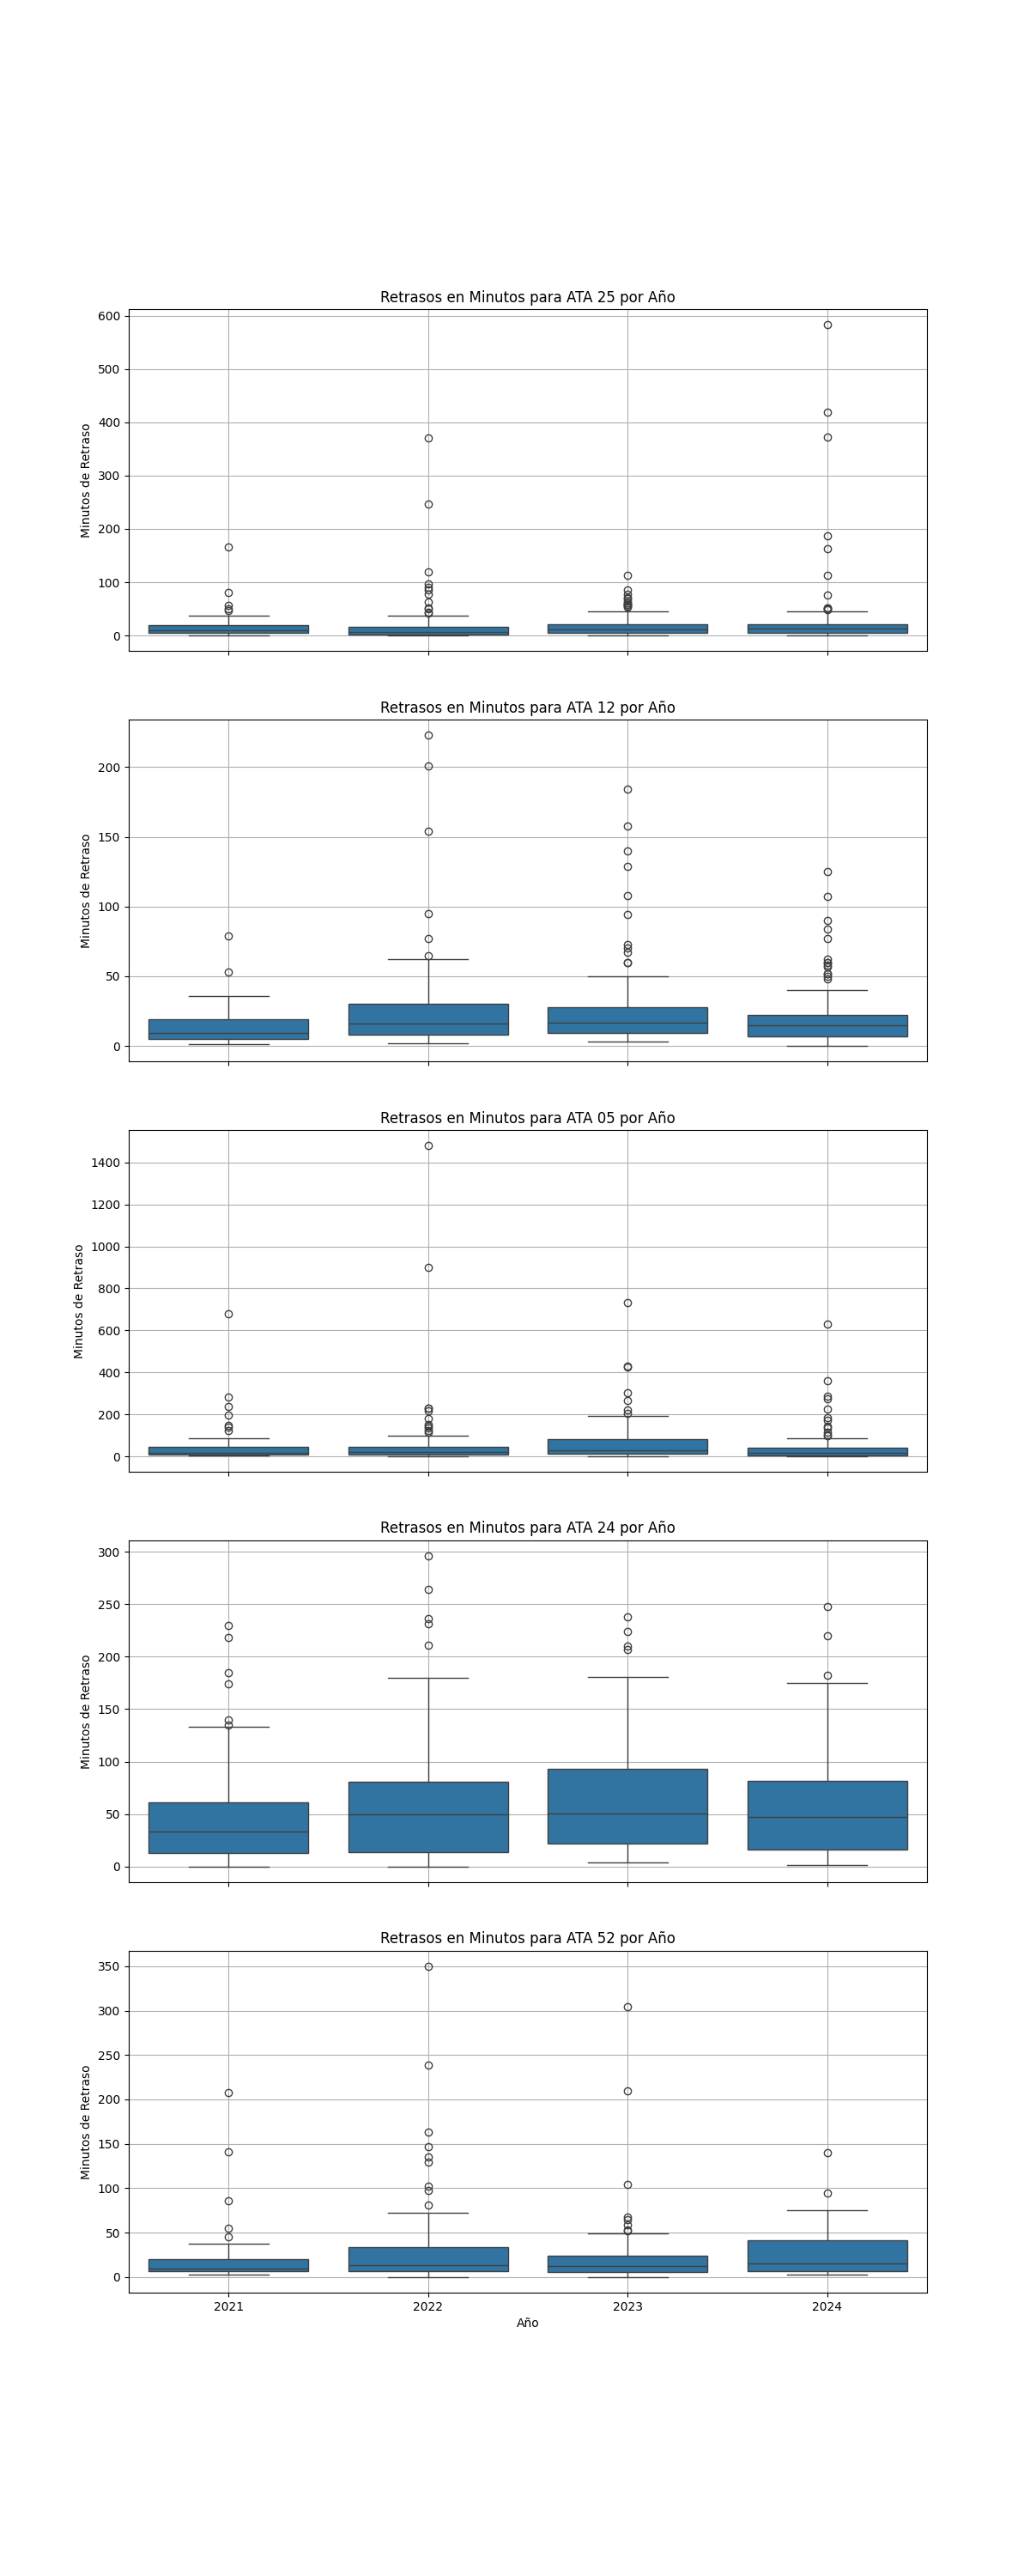 Retrasos en Minutos para ATA 25 por Año
600
500
400
300
200
100
0
Minutos de Retraso
Retrasos en Minutos para ATA 12 por Año
200
150
100
50
0
Minutos de Retraso
Retrasos en Minutos para ATA 05 por Año
1400
1200
1000
800
600
400
200
0
Minutos de Retraso
Retrasos en Minutos para ATA 24 por Año
300
250
200
150
100
50
0
Minutos de Retraso
Retrasos en Minutos para ATA 52 por Año
350
300
250
200
150
100
50
0
Minutos de Retraso
2021 2022 2023 2024
Año